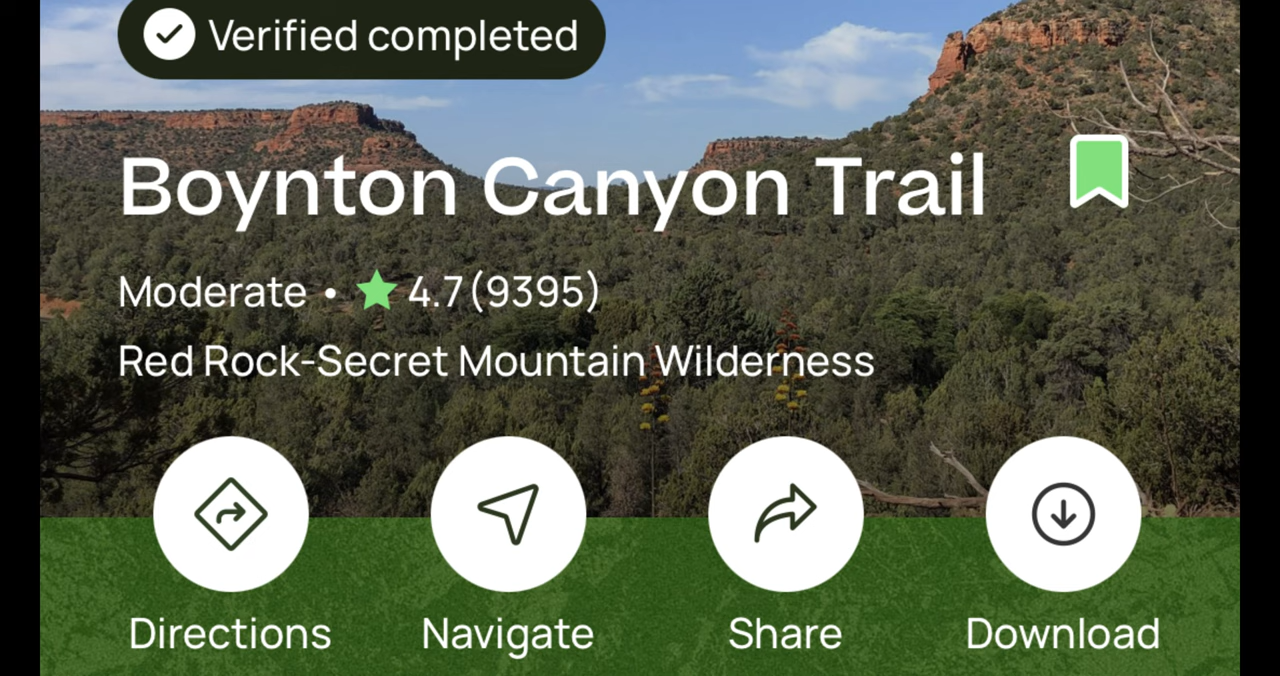 Verified completed
Boynton Canyon Trail
Moderate • 4.7(9395)
Red Rock-Secret Mountain Wilderness
Directions Navigate Share Download